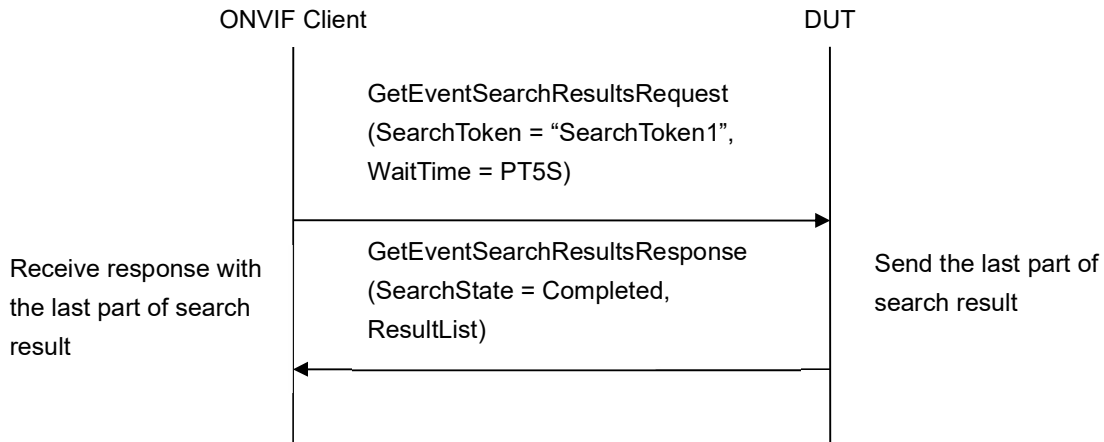 ONVIF Client
DUT
GetEventSearchResultsRequest
(SearchToken = “SearchToken1”,
WaitTime = PT5S)
GetEventSearchResultsResponse
(SearchState = Completed,
ResultList)
Receive response with
the last part of search
result
Send the last part of
search result